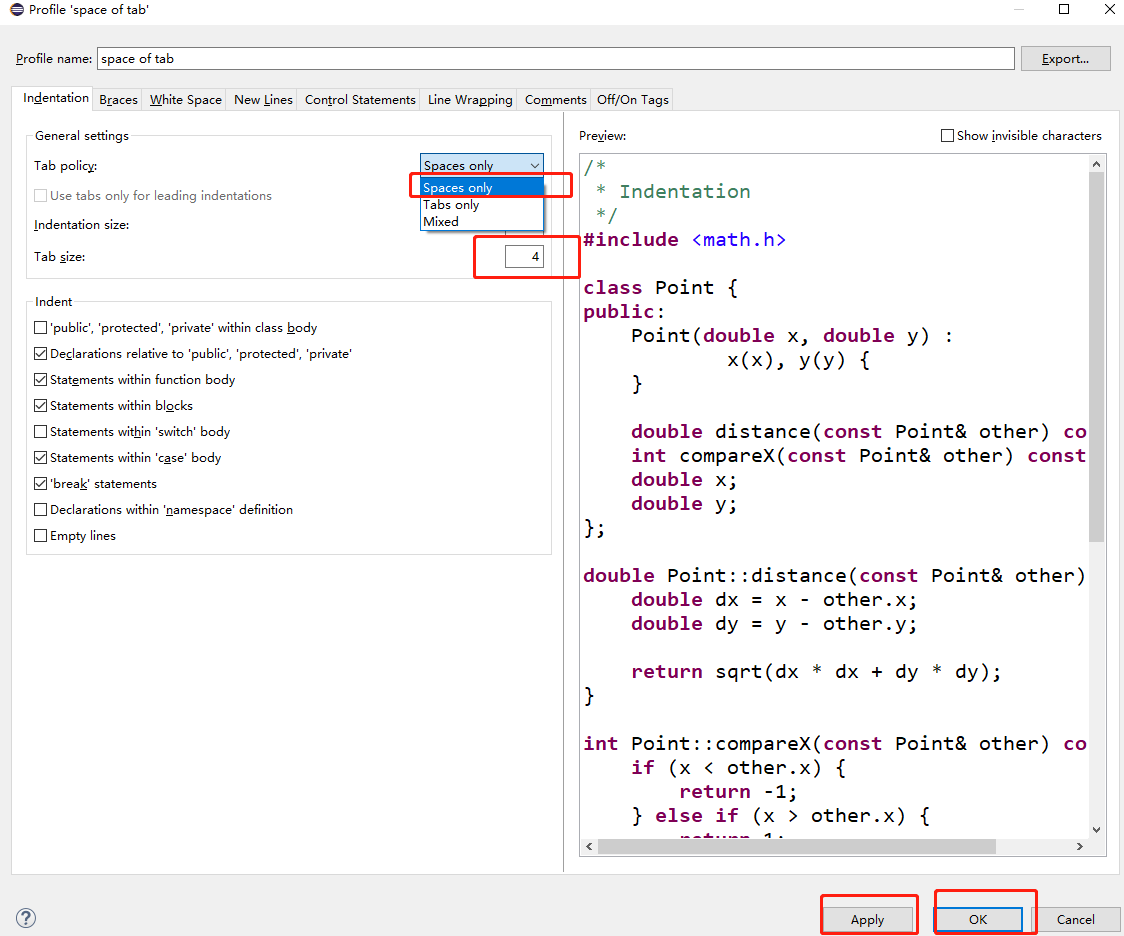 Profile 'space of tab'
Profile name: space of tab Export...
Indentation Braces White Space New Lines Control Statements Line Wrapping Comments Off/On Tags
General settings
Tab policy: Spaces only
Spaces only
Tabs only
Mixed
Use tabs only for leading indentations
Indentation size:
Tab size: 4
Indent
'public', 'protected', 'private' within class body
Declarations relative to 'public', 'protected', 'private'
Statements within function body
Statements within blocks
Statements within 'switch' body
Statements within 'case' body
'break' statements
Declarations within 'namespace' definition
Empty lines
Preview: Show invisible characters
/*
 * Indentation
 */
#include <math.h>
class Point {
public:
    Point(double x, double y) :
            x(x), y(y) {
    }
    double distance(const Point& other) co
    int compareX(const Point& other) const
    double x;
    double y;
};
double Point::distance(const Point& other)
    double dx = x - other.x;
    double dy = y - other.y;
    return sqrt(dx * dx + dy * dy);
}
int Point::compareX(const Point& other) co
    if (x < other.x) {
        return -1;
    } else if (x > other.x) {
        return 1;
Apply OK Cancel